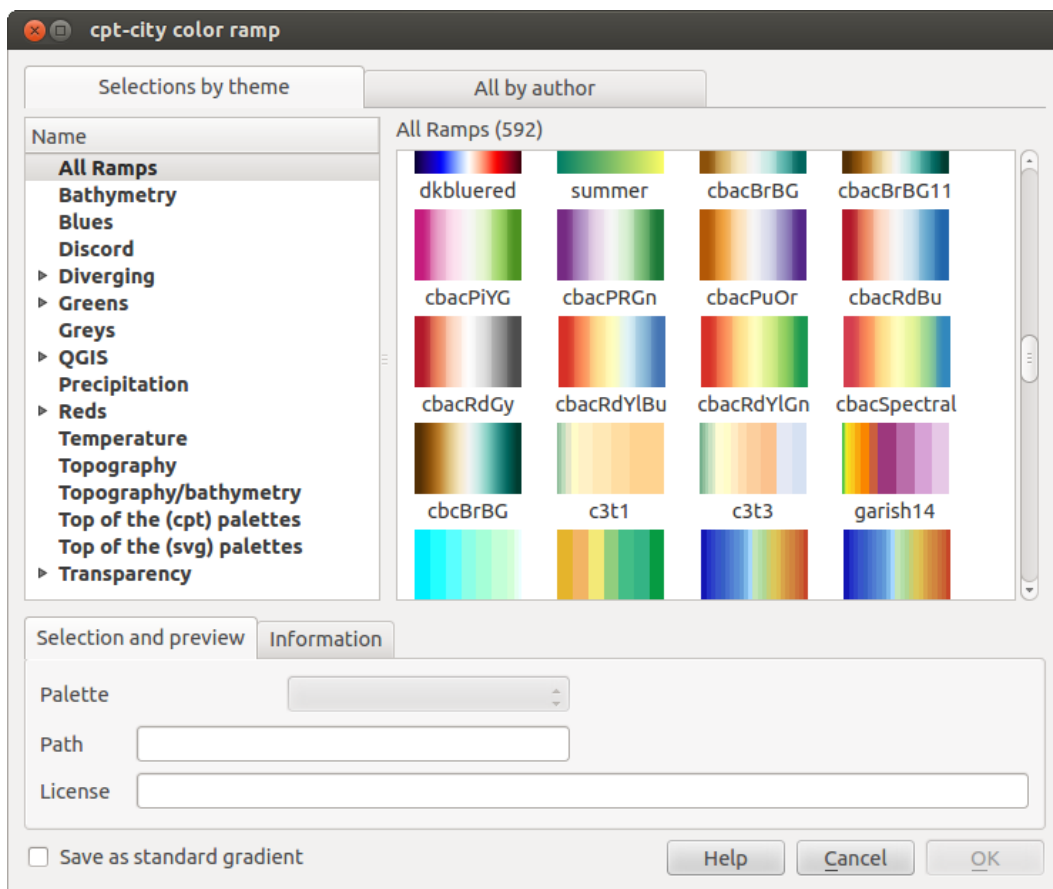 cpt-city color ramp
Selections by theme
All by author
Name
All Ramps
Bathymetry
Blues
Discord
Diverging
Greens
Greys
QGIS
Precipitation
Reds
Temperature
Topography
Topography/bathymetry
Top of the (cpt) palettes
Top of the (svg) palettes
Transparency
All Ramps (592)
dkbluered summer cbacBrBG cbacBrBG11
cbacPiYG cbacPRGn cbacPuOr cbacRdBu
cbacRdGy cbacRdYlBu cbacRdYlGn cbacSpectral
cbcBrBG c3t1 c3t3 garish14
Selection and preview
Information
Palette
Path
License
Save as standard gradient
Help
Cancel
OK